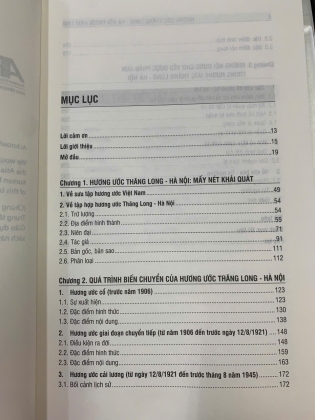 MỤC LỤC
Lời cảm ơn 13
Lời giới thiệu 15
Mở đầu 19
Chương 1. HƯƠNG ƯỚC THĂNG LONG - HÀ NỘI: MẤY NÉT KHÁI QUÁT
1. Về sưu tập hương ước Việt Nam 49
2. Về tập hợp hương ước Thăng Long - Hà Nội 54
2.1. Trữ lượng 54
2.2. Địa điểm hình thành 55
2.3. Niên đại 71
2.4. Tác giả 91
2.5. Bản gốc, bản sao 111
2.6. Phân loại 112
Chương 2. QUÁ TRÌNH BIẾN CHUYỂN CỦA HƯƠNG ƯỚC THĂNG LONG - HÀ NỘI
1. Hương ước cổ (trước năm 1906) 123
1.1. Sự xuất hiện 123
1.2. Đặc điểm hình thức 130
1.3. Đặc điểm nội dung 138
2. Hương ước giai đoạn chuyển tiếp (từ năm 1906 đến trước ngày 12/8/1921) 148
2.1. Điều kiện ra đời 148
2.2. Đặc điểm hình thức 159
2.3. Đặc điểm nội dung 163
3. Hương ước cải lương (từ ngày 12/8/1921 đến trước tháng 8 năm 1945) 172
3.1. Bối cảnh lịch sử 172